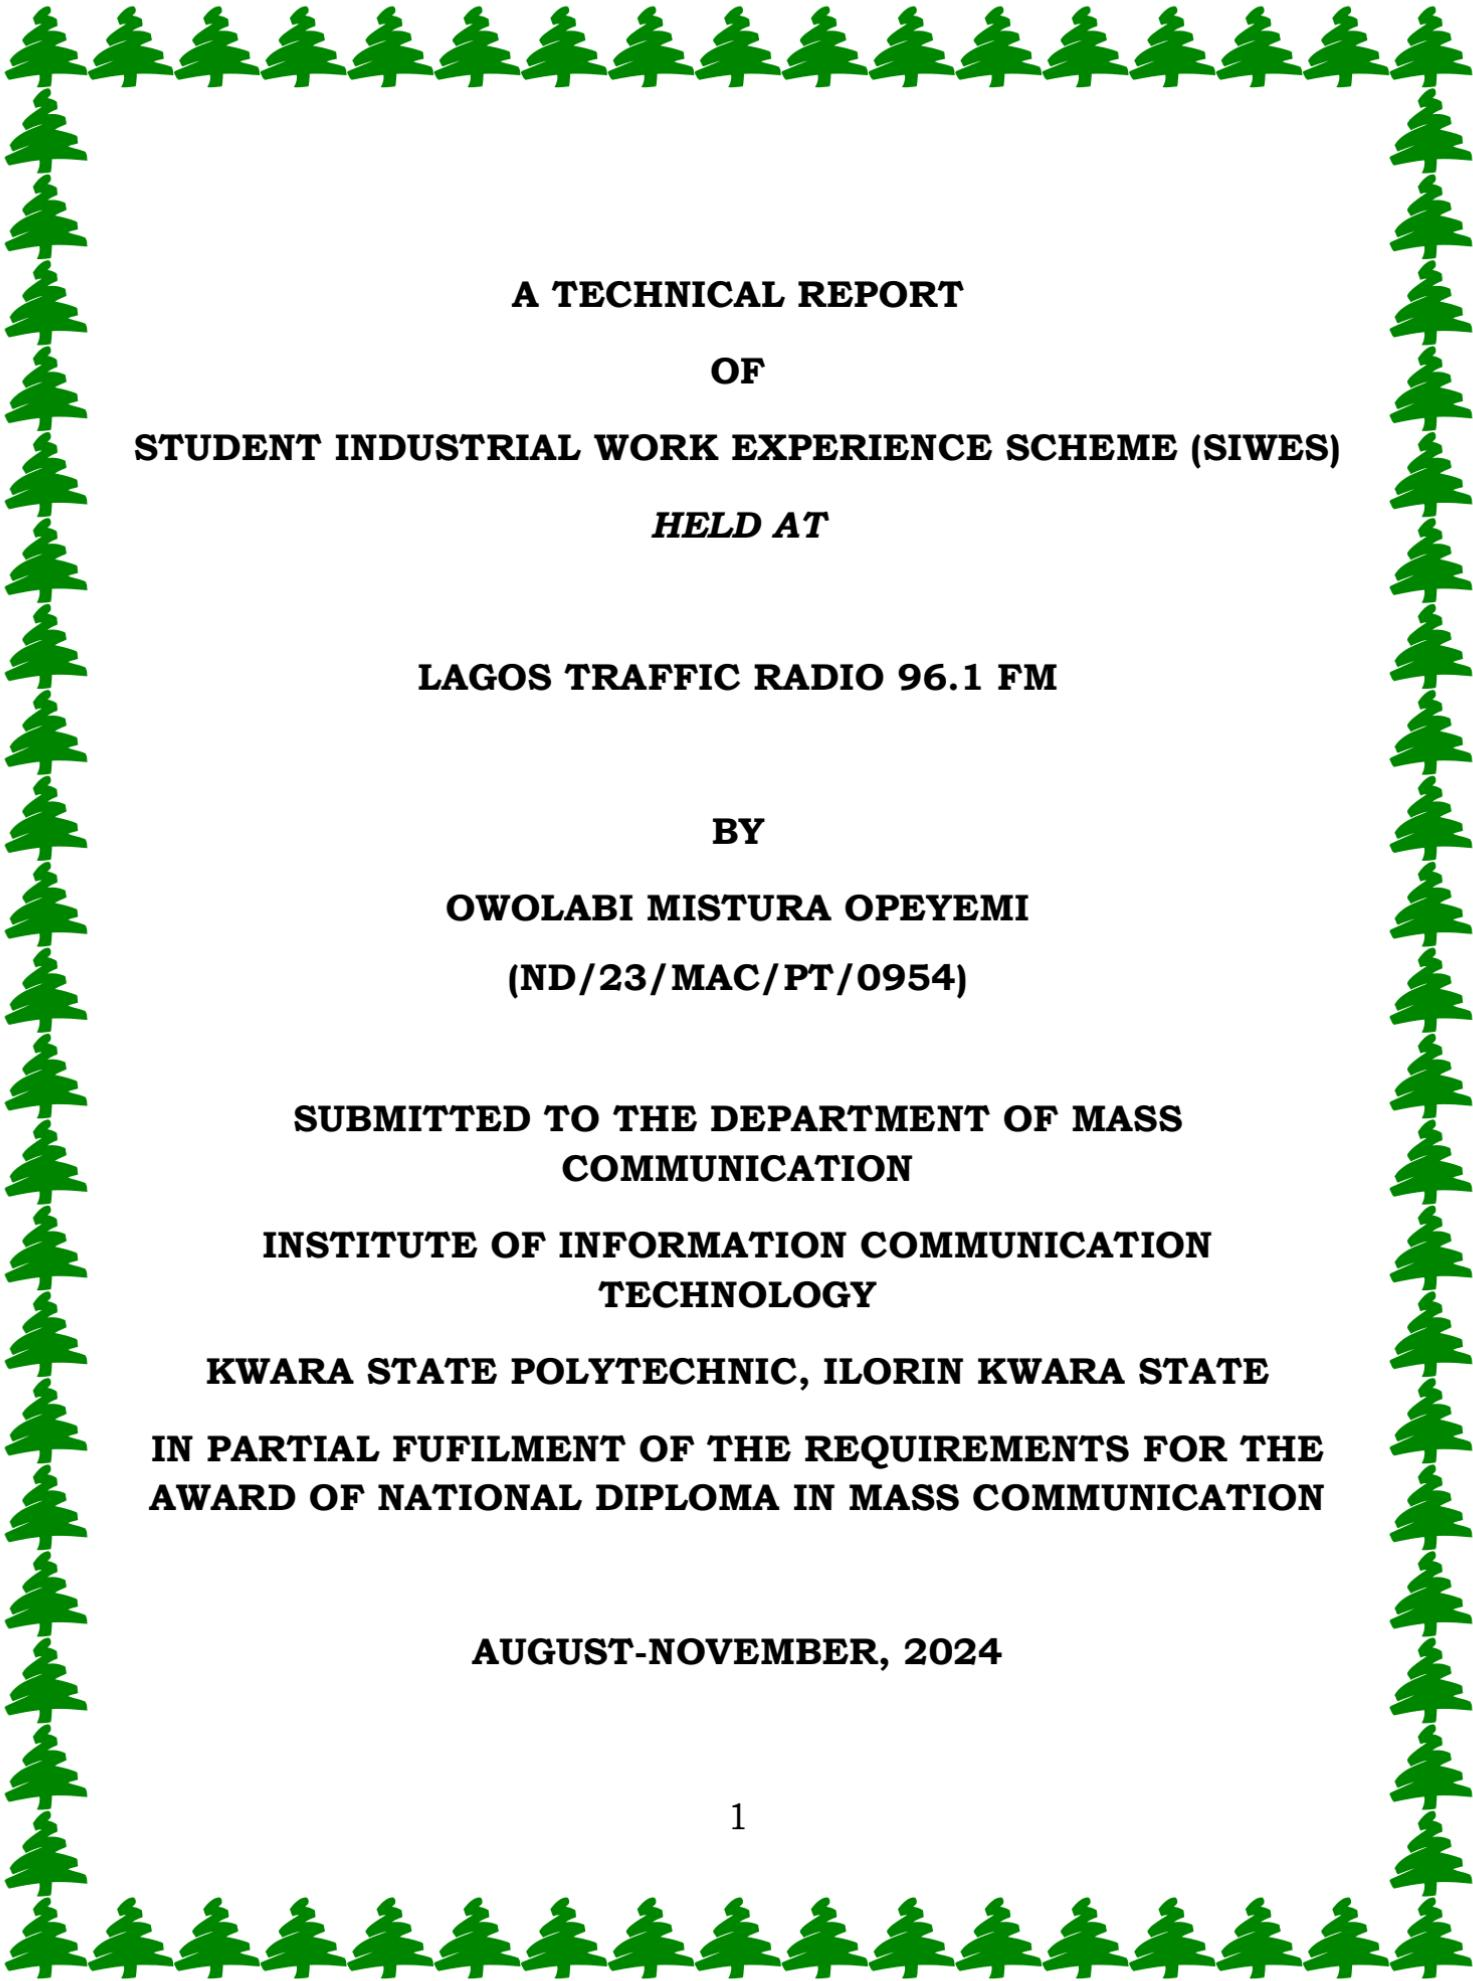 A TECHNICAL REPORT
OF
STUDENT INDUSTRIAL WORK EXPERIENCE SCHEME (SIWES)
HELD AT
LAGOS TRAFFIC RADIO 96.1 FM
BY
OWOLABI MISTURA OPEYEMI
(ND/23/MAC/PT/0954)
SUBMITTED TO THE DEPARTMENT OF MASS
COMMUNICATION
INSTITUTE OF INFORMATION COMMUNICATION
TECHNOLOGY
KWARA STATE POLYTECHNIC, ILORIN KWARA STATE
IN PARTIAL FUFILMENT OF THE REQUIREMENTS FOR THE
AWARD OF NATIONAL DIPLOMA IN MASS COMMUNICATION
AUGUST-NOVEMBER, 2024
1